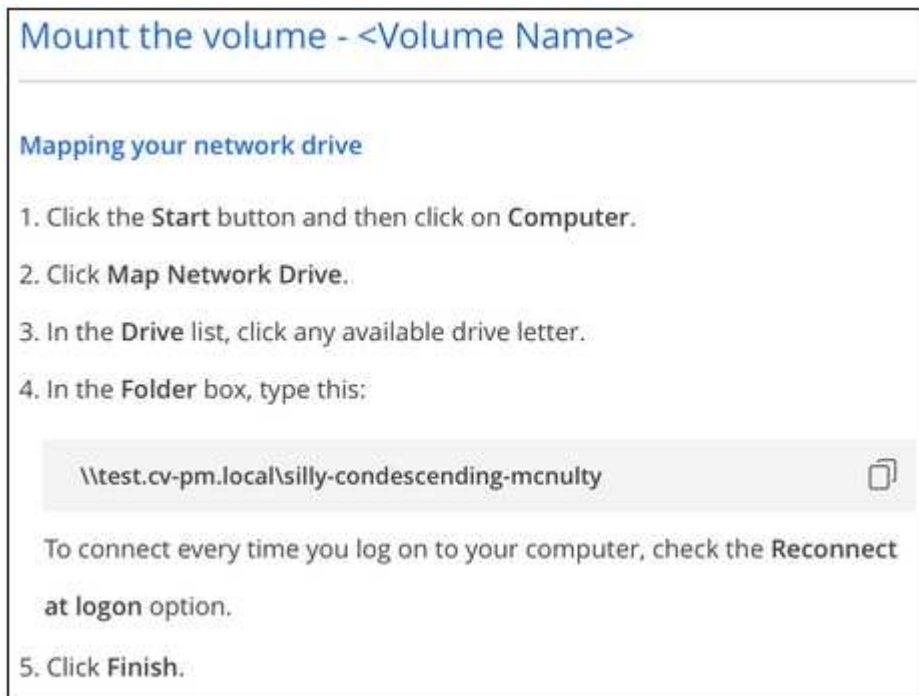 Mount the volume - <Volume Name>
Mapping your network drive
1. Click the Start button and then click on Computer.
2. Click Map Network Drive.
3. In the Drive list, click any available drive letter.
4. In the Folder box, type this:
\\test.cv-pm.local\silly-condescending-mcnulty
To connect every time you log on to your computer, check the Reconnect
at logon option.
5. Click Finish.